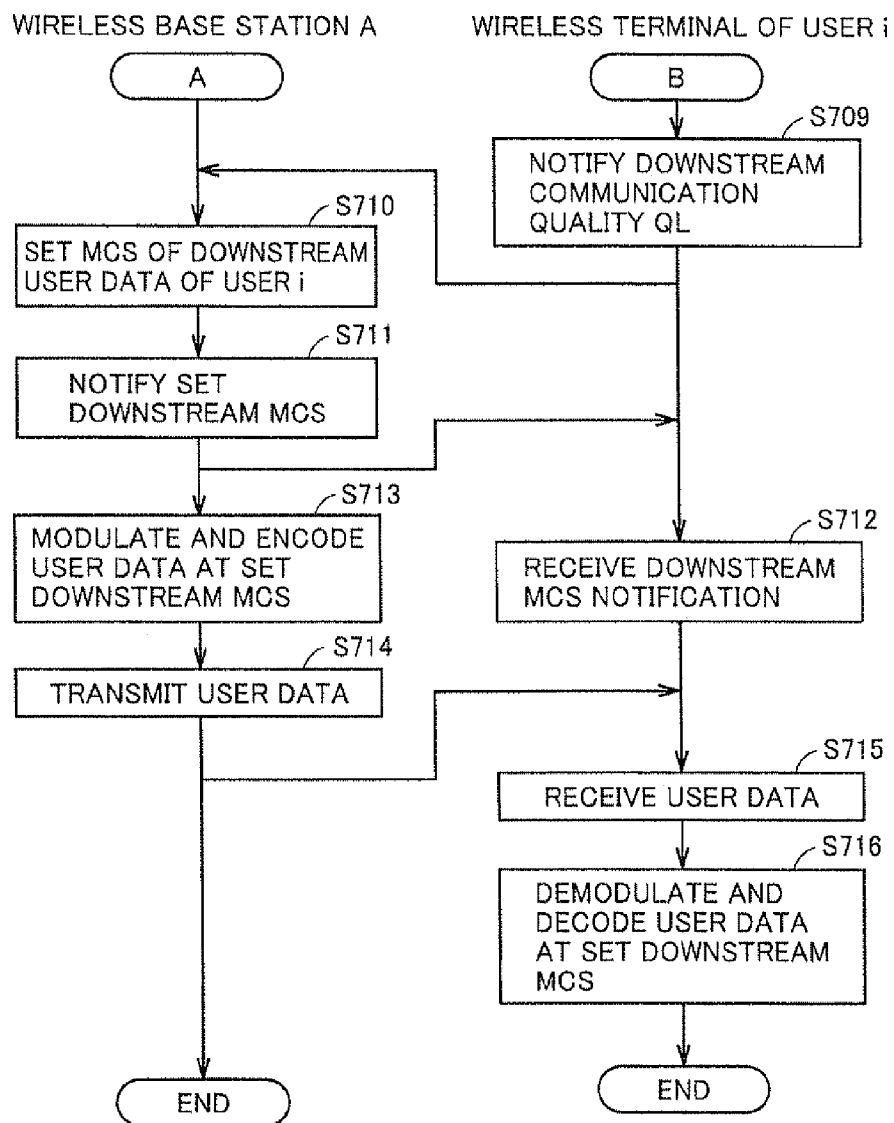 WIRELESS BASE STATION A
WIRELESS TERMINAL OF USER i
A
B
S709
NOTIFY DOWNSTREAM
COMMUNICATION
QUALITY QL
S710
SET MCS OF DOWNSTREAM
USER DATA OF USER i
S711
NOTIFY SET
DOWNSTREAM MCS
S713
MODULATE AND ENCODE
USER DATA AT SET
DOWNSTREAM MCS
S712
RECEIVE DOWNSTREAM
MCS NOTIFICATION
S714
TRANSMIT USER DATA
S715
RECEIVE USER DATA
S716
DEMODULATE AND
DECODE USER DATA
AT SET DOWNSTREAM
MCS
END
END